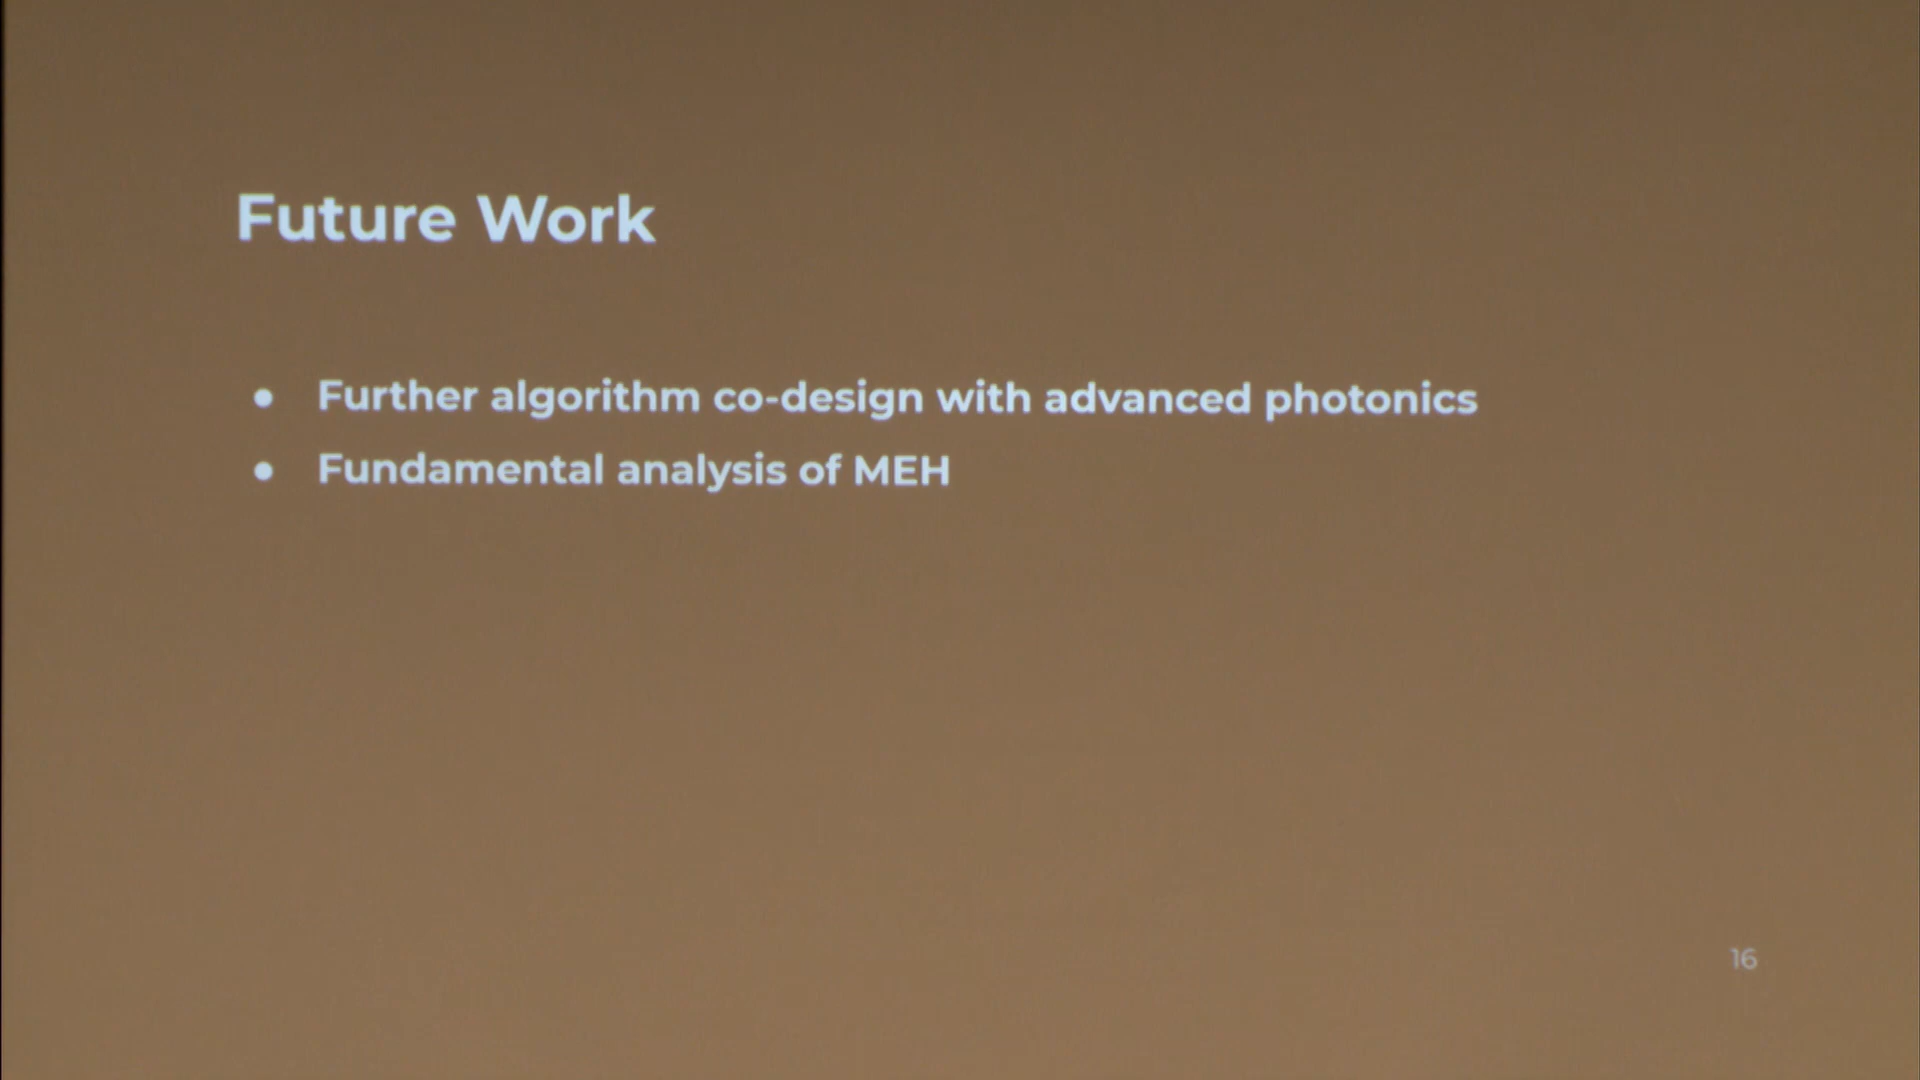 Future Work
● Further algorithm co-design with advanced photonics
● Fundamental analysis of MEH
16